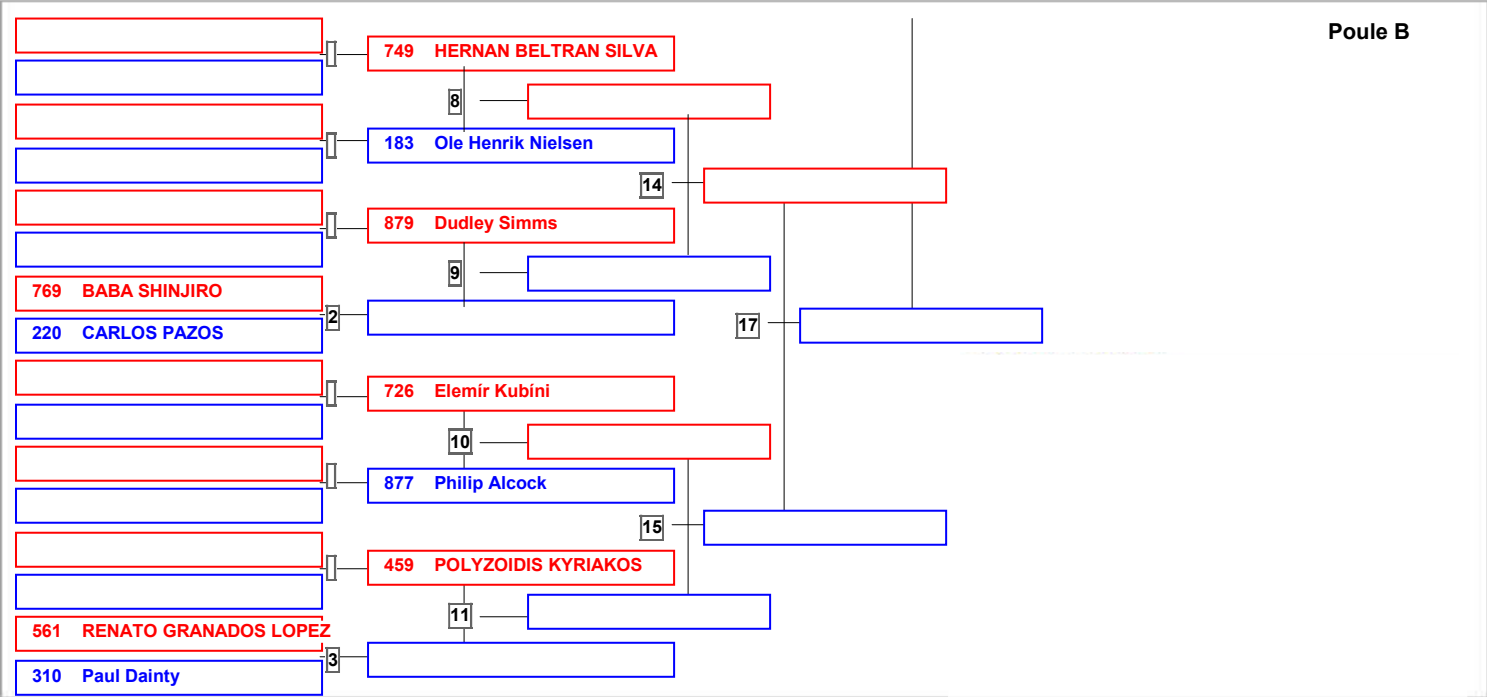 Poule B
749 HERNAN BELTRAN SILVA
8
183 Ole Henrik Nielsen
14
879 Dudley Simms
9
769 BABA SHINJIRO
2
220 CARLOS PAZOS
17
726 Elemír Kubíni
10
877 Philip Alcock
15
459 POLYZOIDIS KYRIAKOS
11
561 RENATO GRANADOS LOPEZ
3
310 Paul Dainty